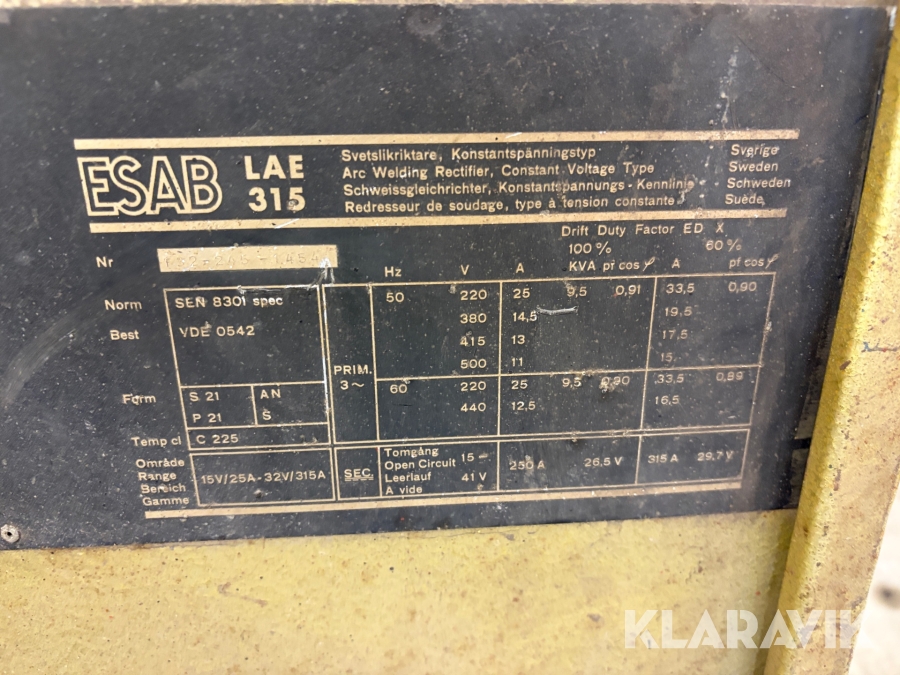 ESAB LAE 315
Svetslikriktare, Konstantspänningstyp Sverige
Arc Welding Rectifier, Constant Voltage Type Sweden
Schweissgleichrichter, Konstantspannungs-Kennlinie Schweden
Redresseur de soudage, type à tension constante Suède
Drift Duty Factor ED X
100 % 60 %
Nr Hz V A KVA pf cos φ A pf cos φ
Norm SEN 8301 spec 50 220 25 9,5 0,91 33,5 0,90
380 14,5 19,5
Best VDE 0542 415 13 17,5
500 11 15
PRIM. 3~ 60 220 25 9,5 0,90 33,5 0,89
Form S 21 AN 440 12,5 16,5
P 21 S
Temp cl C 225
Område Range Bereich Gamme 15V/25A-32V/315A SEC. Tomgång Open Circuit Leerlauf A vide 15- 41 V 250 A 26,5 V 315 A 29,7 V
KLARAVIK